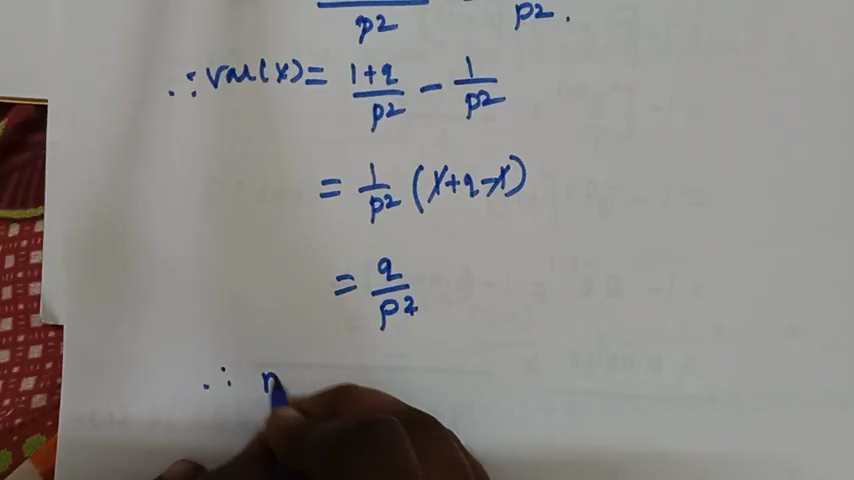 p2 p2.
∴ Var(X) = 1+q/p2 - 1/p2
= 1/p2 (1+q-1)
= q/p2
∴